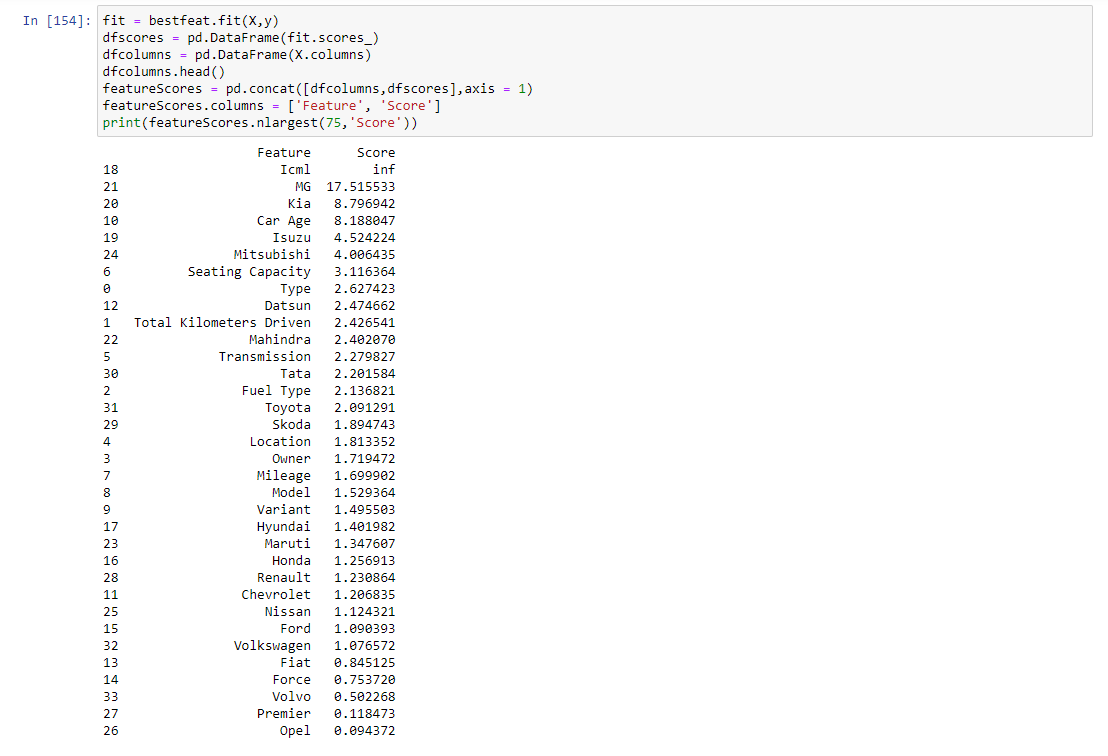 In [154]: fit = bestfeat.fit(X,y)
dfscores = pd.DataFrame(fit.scores_)
dfcolumns = pd.DataFrame(X.columns)
dfcolumns.head()
featureScores = pd.concat([dfcolumns,dfscores],axis = 1)
featureScores.columns = ['Feature', 'Score']
print(featureScores.nlargest(75,'Score'))
Feature Score
18 Icml inf
21 MG 17.515533
20 Kia 8.796942
10 Car Age 8.188047
19 Isuzu 4.524224
24 Mitsubishi 4.006435
6 Seating Capacity 3.116364
0 Type 2.627423
12 Datsun 2.474662
1 Total Kilometers Driven 2.426541
22 Mahindra 2.402070
5 Transmission 2.279827
30 Tata 2.201584
2 Fuel Type 2.136821
31 Toyota 2.091291
29 Skoda 1.894743
4 Location 1.813352
3 Owner 1.719472
7 Mileage 1.699902
8 Model 1.529364
9 Variant 1.495503
17 Hyundai 1.401982
23 Maruti 1.347607
16 Honda 1.256913
28 Renault 1.230864
11 Chevrolet 1.206835
25 Nissan 1.124321
15 Ford 1.090393
32 Volkswagen 1.076572
13 Fiat 0.845125
14 Force 0.753720
33 Volvo 0.502268
27 Premier 0.118473
26 Opel 0.094372